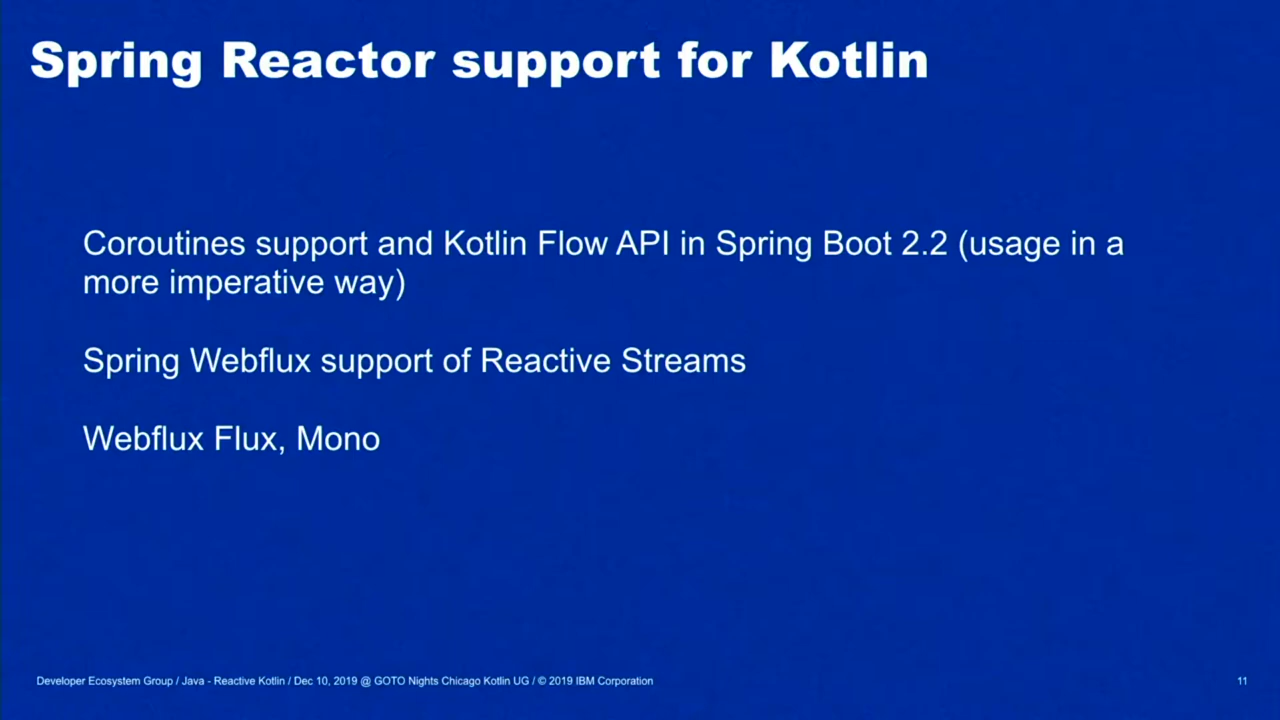 Spring Reactor support for Kotlin
Coroutines support and Kotlin Flow API in Spring Boot 2.2 (usage in a
more imperative way)
Spring Webflux support of Reactive Streams
Webflux Flux, Mono
Developer Ecosystem Group / Java - Reactive Kotlin / Dec 10, 2019 @ GOTO Nights Chicago Kotlin UG / © 2019 IBM Corporation
11